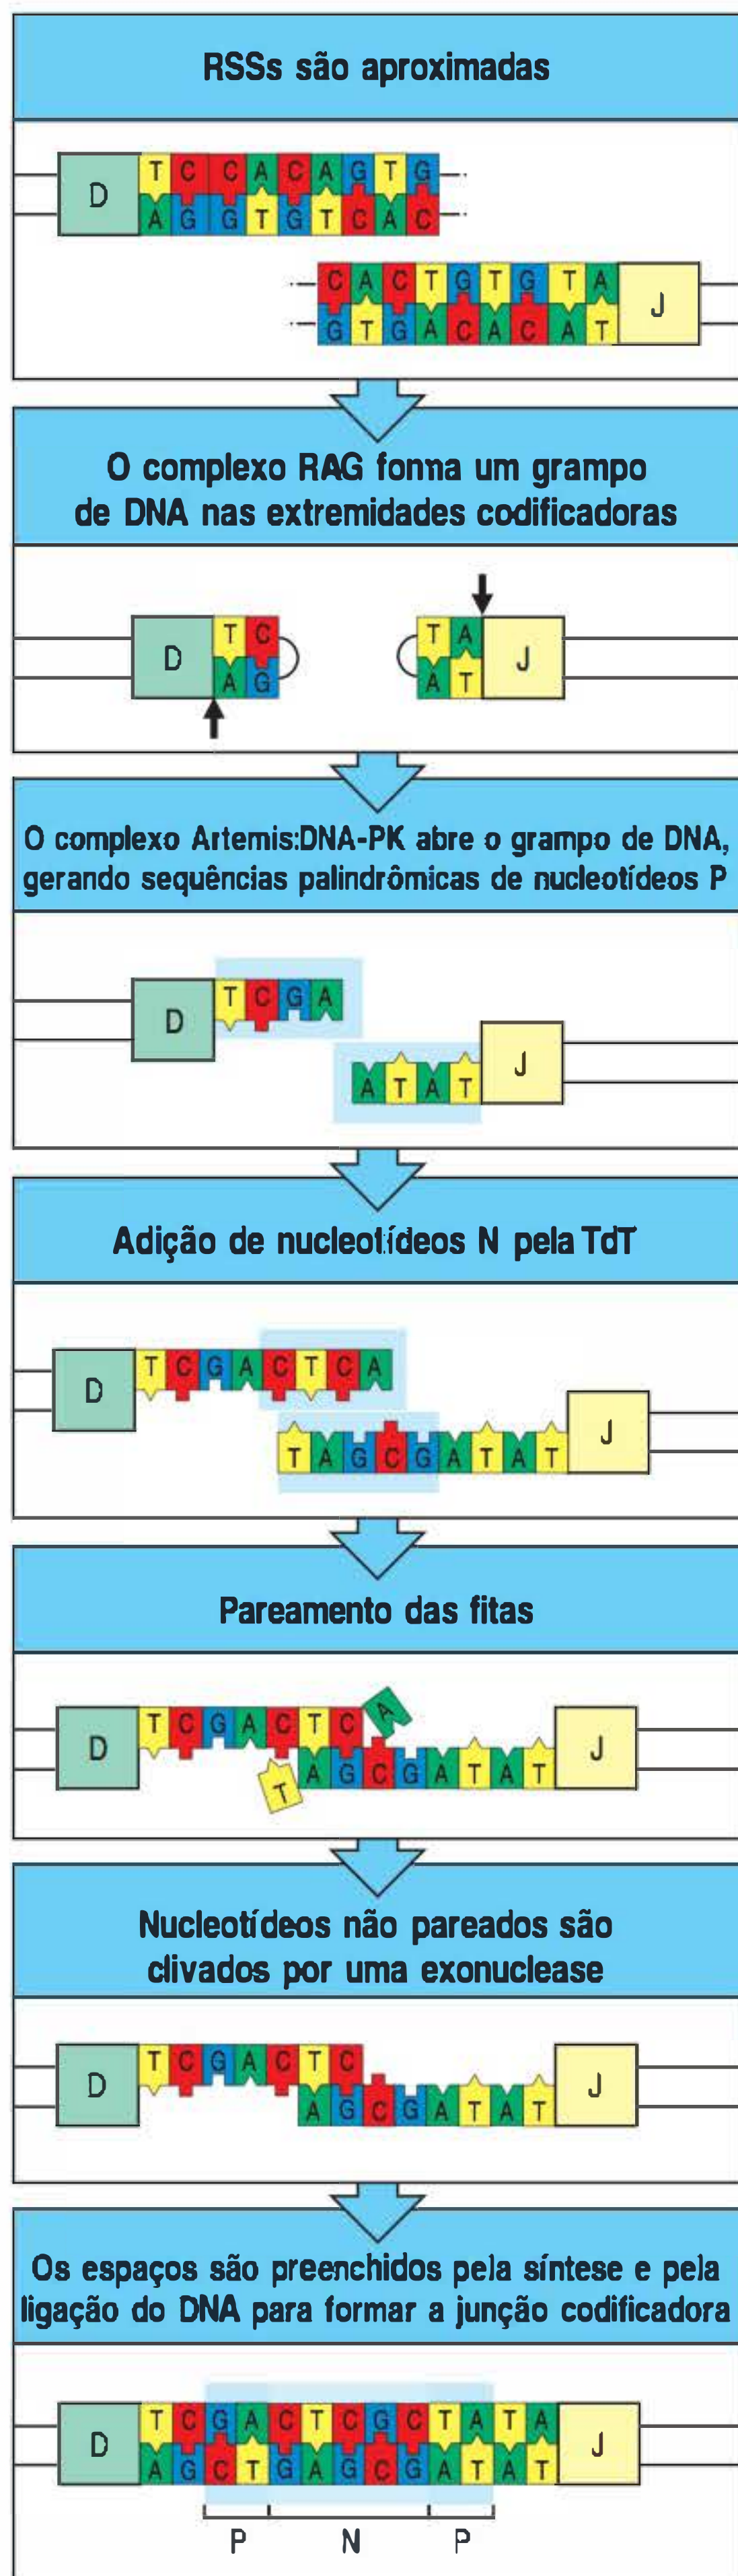 RSSs são aproximadas
D T C C A C A G T G
A G G T G T C A C
C A C T G T G T A J
G T G A C A C A T
O complexo RAG forma um grampo
de DNA nas extremidades codificadoras
D T C T A J
A G A T
O complexo Artemis:DNA-PK abre o grampo de DNA,
gerando sequências palindrômicas de nucleotídeos P
D T C G A
A T A T J
Adição de nucleotídeos N pela TdT
D T C G A C T C A
T A G C G A T A T J
Pareamento das fitas
D T C G A C T C A J
T A G C G A T A T
Nucleotídeos não pareados são
clivados por uma exonuclease
D T C G A C T C J
A G C G A T A T
Os espaços são preenchidos pela síntese e pela
ligação do DNA para formar a junção codificadora
D T C G A C T C G C T A T A J
A G C T G A G C G A T A T
P N P